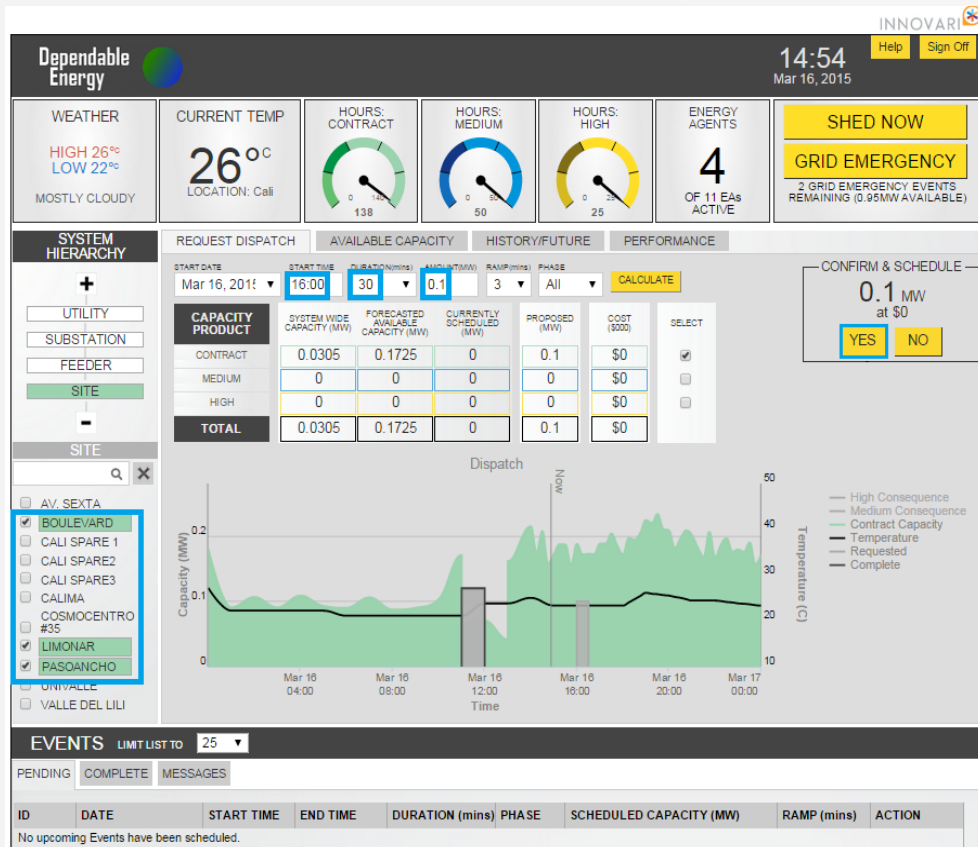 INNOVARI
Dependable
Energy
14:54
Mar 16, 2015
Help
Sign Off
WEATHER
HIGH 26°c
LOW 22°c
MOSTLY CLOUDY
CURRENT TEMP
26°C
LOCATION: Cali
HOURS:
CONTRACT
0 140
138
HOURS:
MEDIUM
0 50
50
HOURS:
HIGH
0 25
25
ENERGY
AGENTS
4
OF 11 EAs
ACTIVE
SHED NOW
GRID EMERGENCY
2 GRID EMERGENCY EVENTS
REMAINING (0.95MW AVAILABLE)
SYSTEM
HIERARCHY
+
UTILITY
SUBSTATION
FEEDER
SITE
-
SITE
AV. SEXTA
BOULEVARD
CALI SPARE 1
CALI SPARE2
CALI SPARE3
CALIMA
COSMOCENTRO
#35
LIMONAR
PASOANCHO
UNIVALLE
VALLE DEL LILI
REQUEST DISPATCH AVAILABLE CAPACITY HISTORY/FUTURE PERFORMANCE
START DATE START TIME DURATION(mins) AMOUNT(MW) RAMP(mins) PHASE
Mar 16, 2015 16:00 30 0.1 3 All CALCULATE
CAPACITY
PRODUCT
SYSTEM WIDE
CAPACITY (MW)
FORECASTED
AVAILABLE
CAPACITY (MW)
CURRENTLY
SCHEDULED
(MW)
PROPOSED
(MW)
COST
($000)
SELECT
CONTRACT 0.0305 0.1725 0 0.1 $0
MEDIUM 0 0 0 0 $0
HIGH 0 0 0 0 $0
TOTAL 0.0305 0.1725 0 0.1 $0
CONFIRM & SCHEDULE
0.1 MW
at $0
YES NO
Dispatch
Now
Capacity (MW)
0.2
0.1
0
50
40
30
20
10
Temperature (C)
Mar 16
04:00
Mar 16
08:00
Mar 16
12:00
Mar 16
16:00
Mar 16
20:00
Mar 17
00:00
Time
High Consequence
Medium Consequence
Contract Capacity
Temperature
Requested
Complete
EVENTS LIMIT LIST TO 25
PENDING COMPLETE MESSAGES
ID DATE START TIME END TIME DURATION (mins) PHASE SCHEDULED CAPACITY (MW) RAMP (mins) ACTION
No upcoming Events have been scheduled.